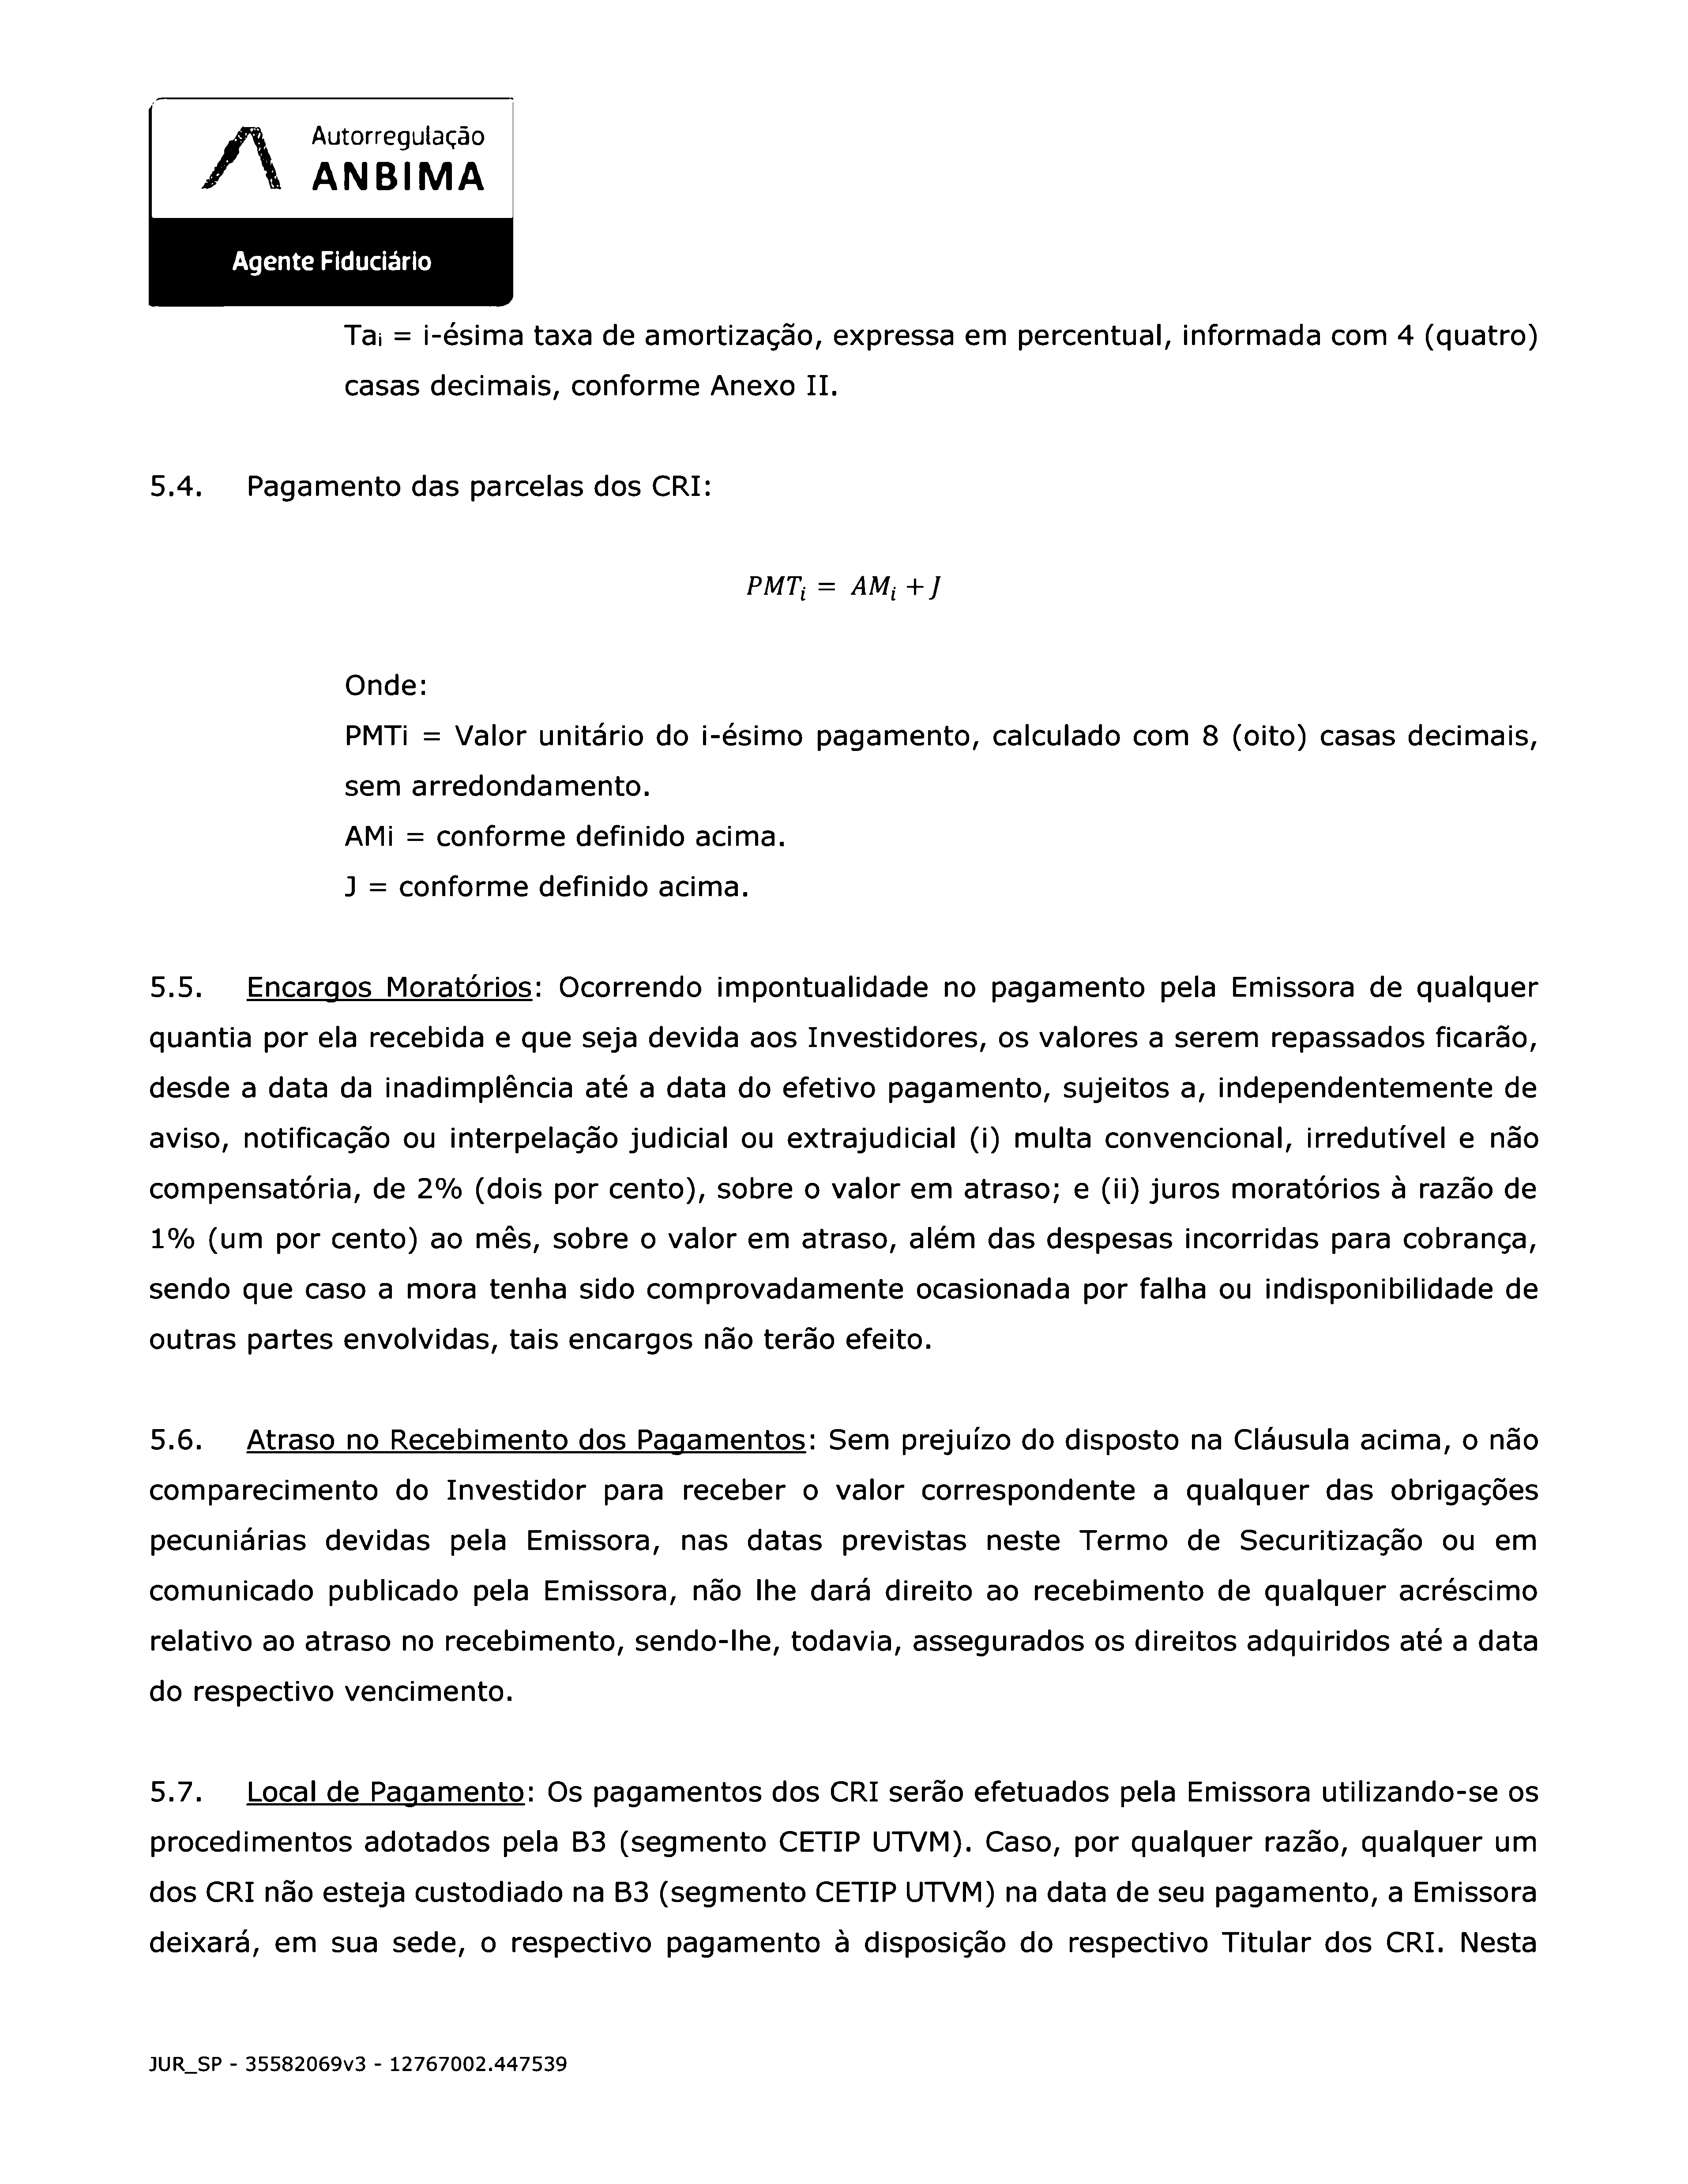 Autorregulação
ANBIMA
Agente Fiduciário
Taᵢ = i-ésima taxa de amortização, expressa em percentual, informada com 4 (quatro)
casas decimais, conforme Anexo II.
5.4. Pagamento das parcelas dos CRI:
PMTᵢ = AMᵢ + J
Onde:
PMTi = Valor unitário do i-ésimo pagamento, calculado com 8 (oito) casas decimais,
sem arredondamento.
AMi = conforme definido acima.
J = conforme definido acima.
5.5. Encargos Moratórios: Ocorrendo impontualidade no pagamento pela Emissora de qualquer
quantia por ela recebida e que seja devida aos Investidores, os valores a serem repassados ficarão,
desde a data da inadimplência até a data do efetivo pagamento, sujeitos a, independentemente de
aviso, notificação ou interpelação judicial ou extrajudicial (i) multa convencional, irredutível e não
compensatória, de 2% (dois por cento), sobre o valor em atraso; e (ii) juros moratórios à razão de
1% (um por cento) ao mês, sobre o valor em atraso, além das despesas incorridas para cobrança,
sendo que caso a mora tenha sido comprovadamente ocasionada por falha ou indisponibilidade de
outras partes envolvidas, tais encargos não terão efeito.
5.6. Atraso no Recebimento dos Pagamentos: Sem prejuízo do disposto na Cláusula acima, o não
comparecimento do Investidor para receber o valor correspondente a qualquer das obrigações
pecuniárias devidas pela Emissora, nas datas previstas neste Termo de Securitização ou em
comunicado publicado pela Emissora, não lhe dará direito ao recebimento de qualquer acréscimo
relativo ao atraso no recebimento, sendo-lhe, todavia, assegurados os direitos adquiridos até a data
do respectivo vencimento.
5.7. Local de Pagamento: Os pagamentos dos CRI serão efetuados pela Emissora utilizando-se os
procedimentos adotados pela B3 (segmento CETIP UTVM). Caso, por qualquer razão, qualquer um
dos CRI não esteja custodiado na B3 (segmento CETIP UTVM) na data de seu pagamento, a Emissora
deixará, em sua sede, o respectivo pagamento à disposição do respectivo Titular dos CRI. Nesta
JUR_SP - 35582069v3 - 12767002.447539